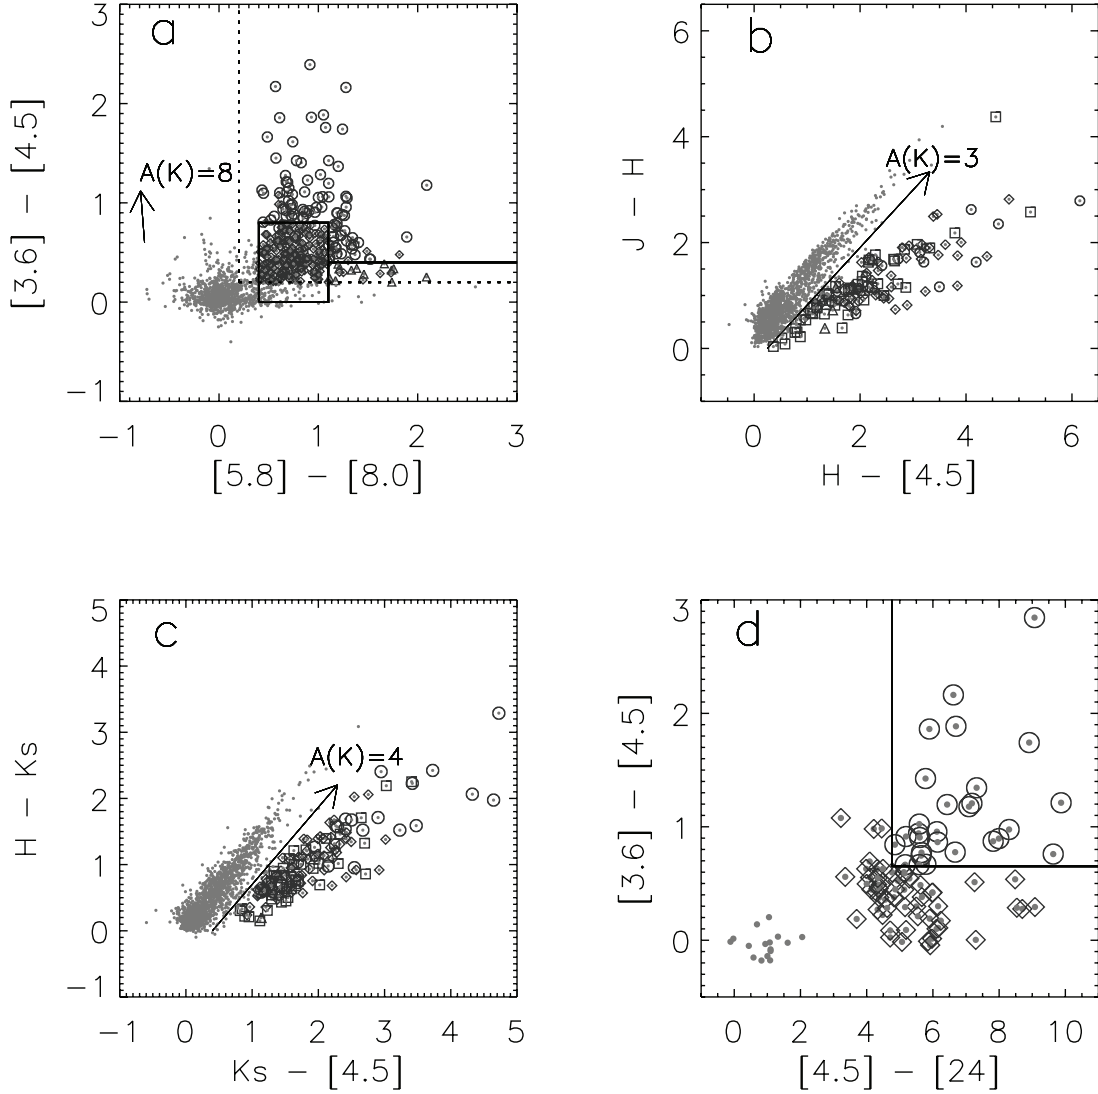 a
A(K)=8
[3.6] − [4.5]
3
2
1
0
−1
−1 0 1 2 3
[5.8] − [8.0]
b
A(K)=3
J − H
6
4
2
0
0 2 4 6
H − [4.5]
c
A(K)=4
H − Ks
5
4
3
2
1
0
−1
−1 0 1 2 3 4 5
Ks − [4.5]
d
[3.6] − [4.5]
3
2
1
0
0 2 4 6 8 10
[4.5] − [24]